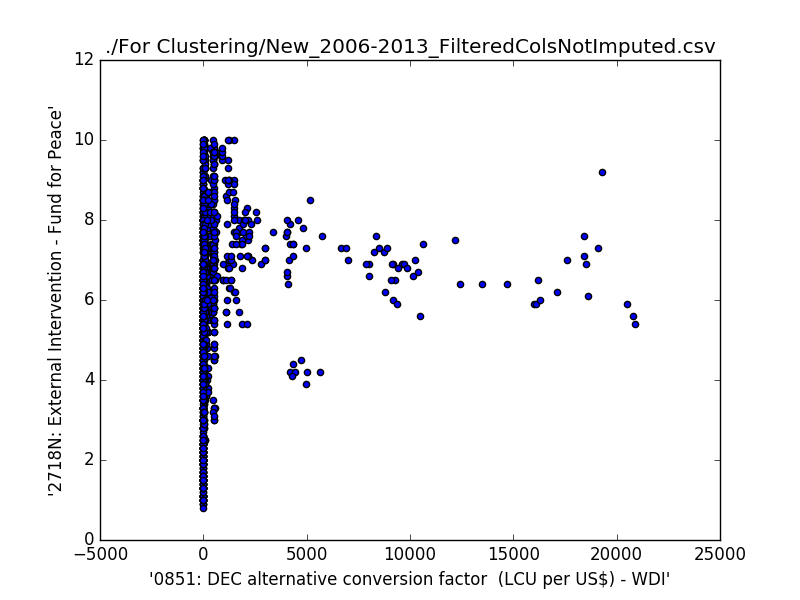 ./For Clustering/New_2006-2013_FilteredColsNotImputed.csv
12
10
8
6
4
2
0
'2718N: External Intervention - Fund for Peace'
−5000 0 5000 10000 15000 20000 25000
'0851: DEC alternative conversion factor  (LCU per US$) - WDI'